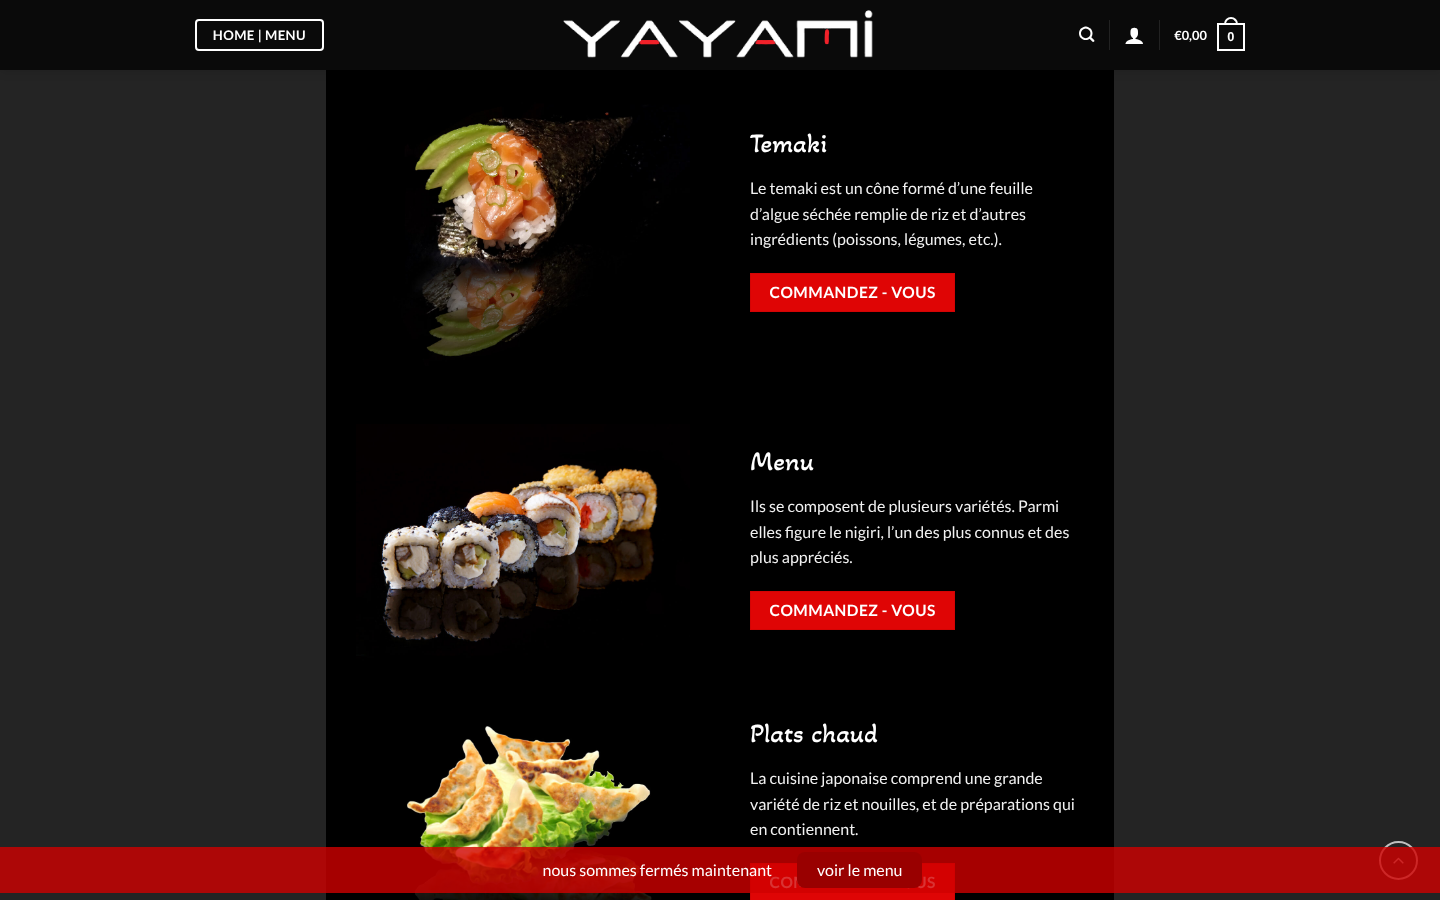 HOME | MENU
YAYAMi
€0,00
0
Temaki
Le temaki est un cône formé d’une feuille
d’algue séchée remplie de riz et d’autres
ingrédients (poissons, légumes, etc.).
COMMANDEZ - VOUS
Menu
Ils se composent de plusieurs variétés. Parmi
elles figure le nigiri, l’un des plus connus et des
plus appréciés.
COMMANDEZ - VOUS
Plats chaud
La cuisine japonaise comprend une grande
variété de riz et nouilles, et de préparations qui
en contiennent.
nous sommes fermés maintenant
voir le menu